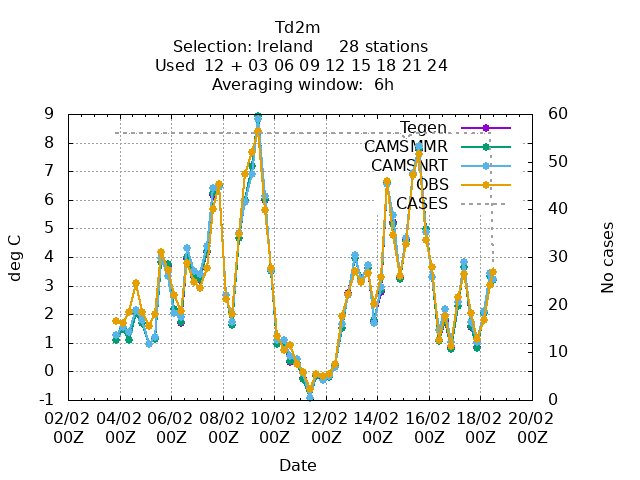 Td2m
Selection: Ireland     28 stations
Used  12 + 03 06 09 12 15 18 21 24
Averaging window:  6h
9
8
7
6
5
4
3
2
1
0
-1
deg C
60
50
40
30
20
10
0
No cases
Tegen
CAMSMMR
CAMSNRT
OBS
CASES
02/02 04/02 06/02 08/02 10/02 12/02 14/02 16/02 18/02 20/02
00Z 00Z 00Z 00Z 00Z 00Z 00Z 00Z 00Z 00Z
Date